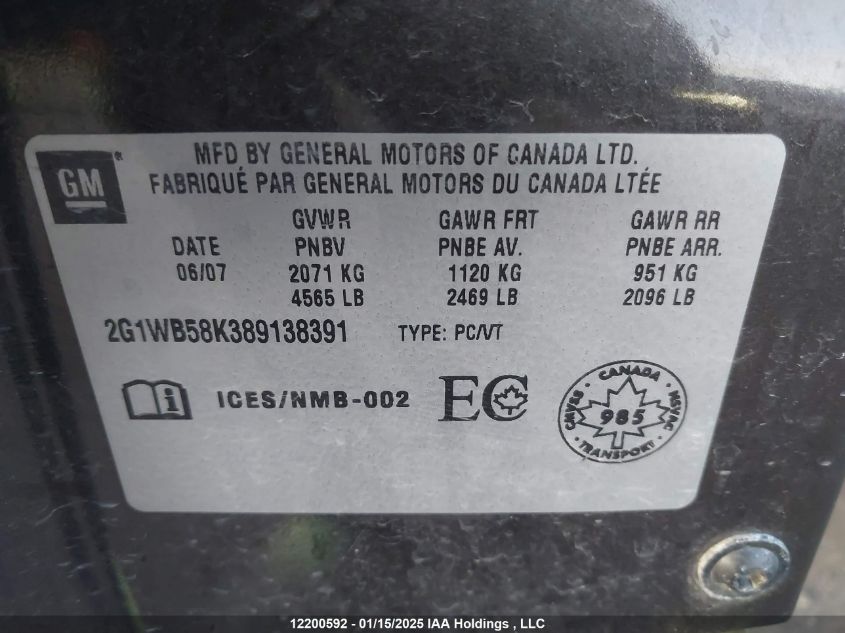 GM®
MFD BY GENERAL MOTORS OF CANADA LTD.
FABRIQUÉ PAR GENERAL MOTORS DU CANADA LTÉE
GVWR GAWR FRT GAWR RR
DATE PNBV PNBE AV. PNBE ARR.
06/07 2071 KG 1120 KG 951 KG
4565 LB 2469 LB 2096 LB
2G1WB58K389138391 TYPE: PC/VT
i ICES/NMB-002 EC
CANADA
CMVSS 985 NSVAC
TRANSPORT
12200592 - 01/15/2025 IAA Holdings , LLC